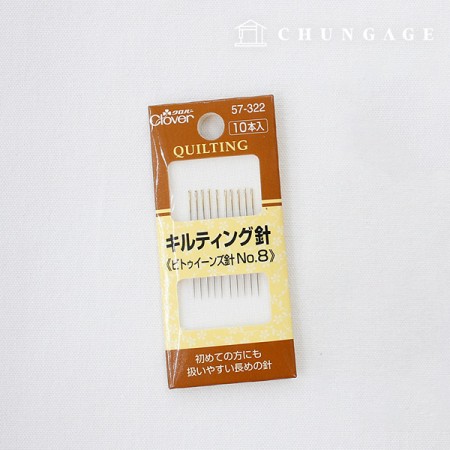 CHUNGAGE
クロバー
Clover
57-322
10本入
QUILTING
キルティング針
《ビトゥイーンズ針No.8》
初めての方にも
扱いやすい長めの針